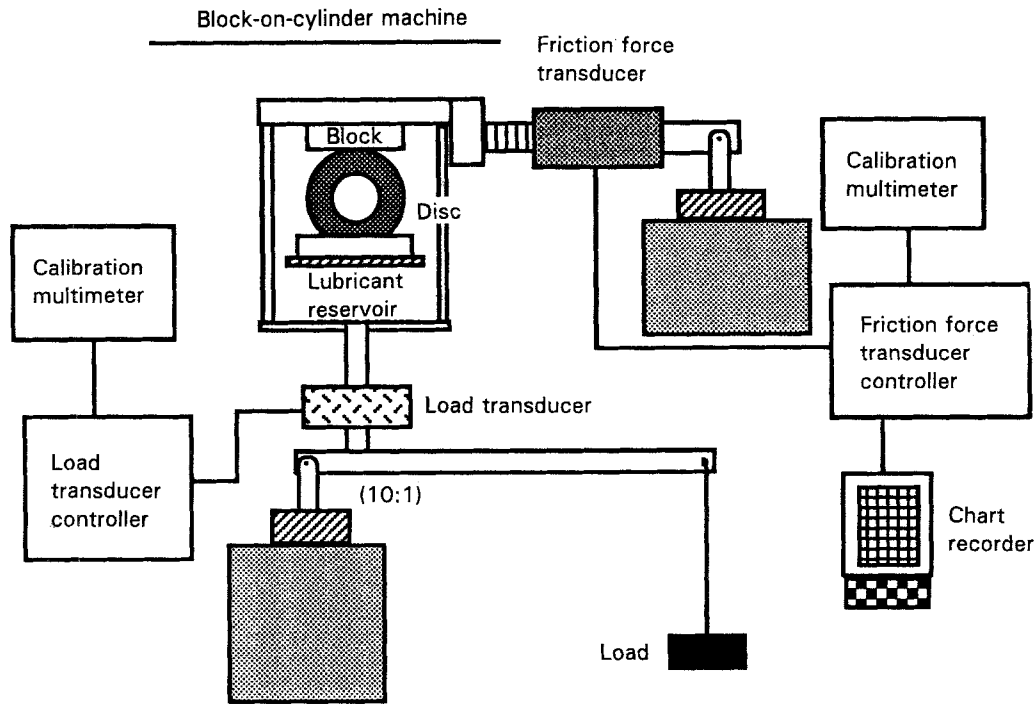 Block-on-cylinder machine
Friction force
transducer
Block
Disc
Lubricant
reservoir
Calibration
multimeter
Calibration
multimeter
Friction force
transducer
controller
Load transducer
Load
transducer
controller
(10:1)
Chart
recorder
Load